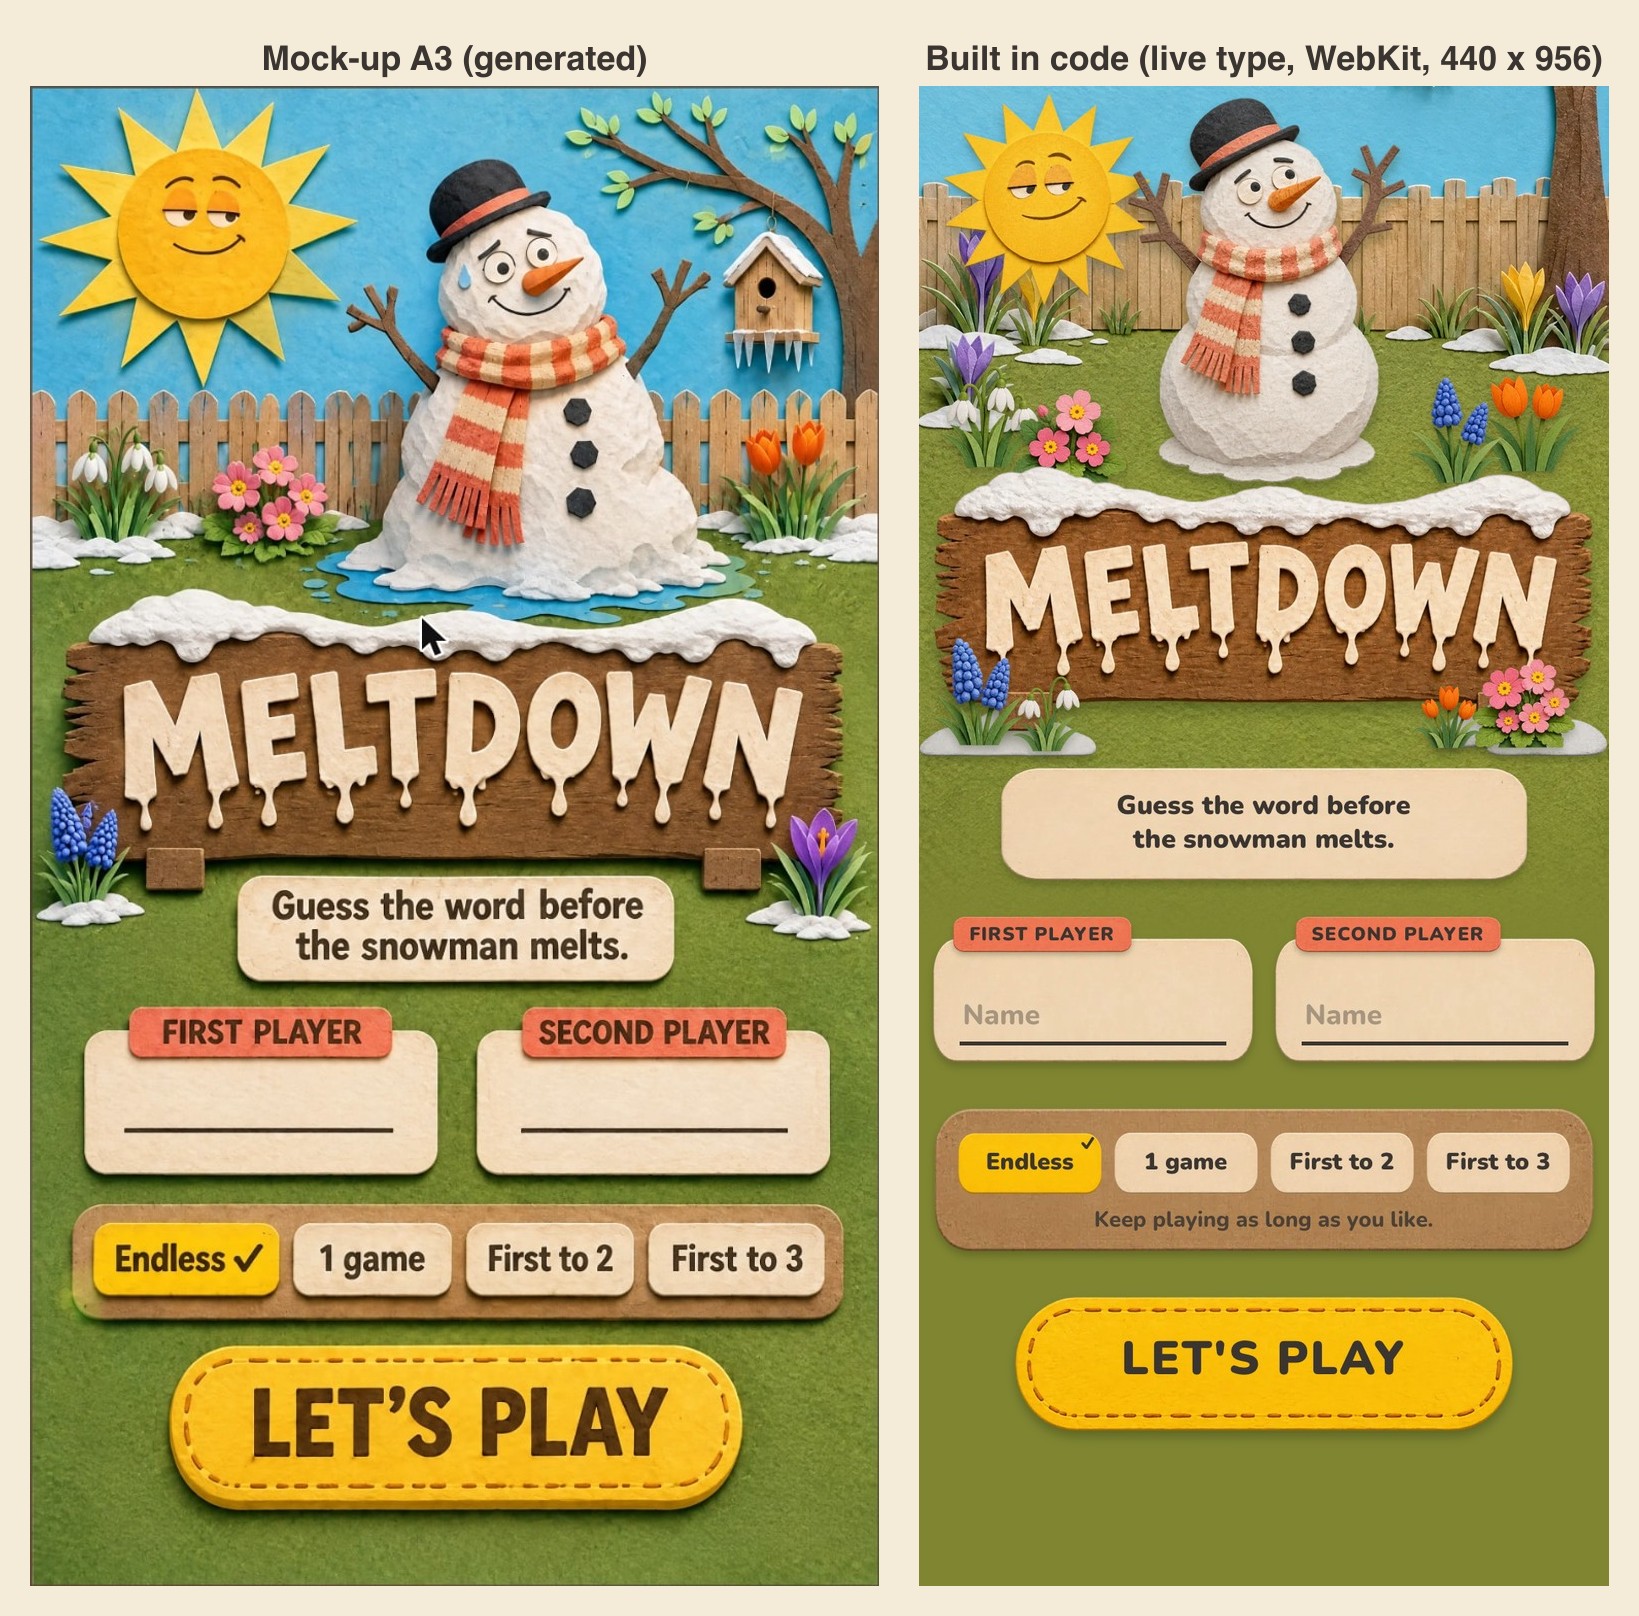 Mock-up A3 (generated)
MELTDOWN
Guess the word before
the snowman melts.
FIRST PLAYER
SECOND PLAYER
Endless ✓
1 game
First to 2
First to 3
LET’S PLAY
Built in code (live type, WebKit, 440 x 956)
MELTDOWN
Guess the word before
the snowman melts.
FIRST PLAYER
SECOND PLAYER
Name
Name
Endless ✓
1 game
First to 2
First to 3
Keep playing as long as you like.
LET'S PLAY